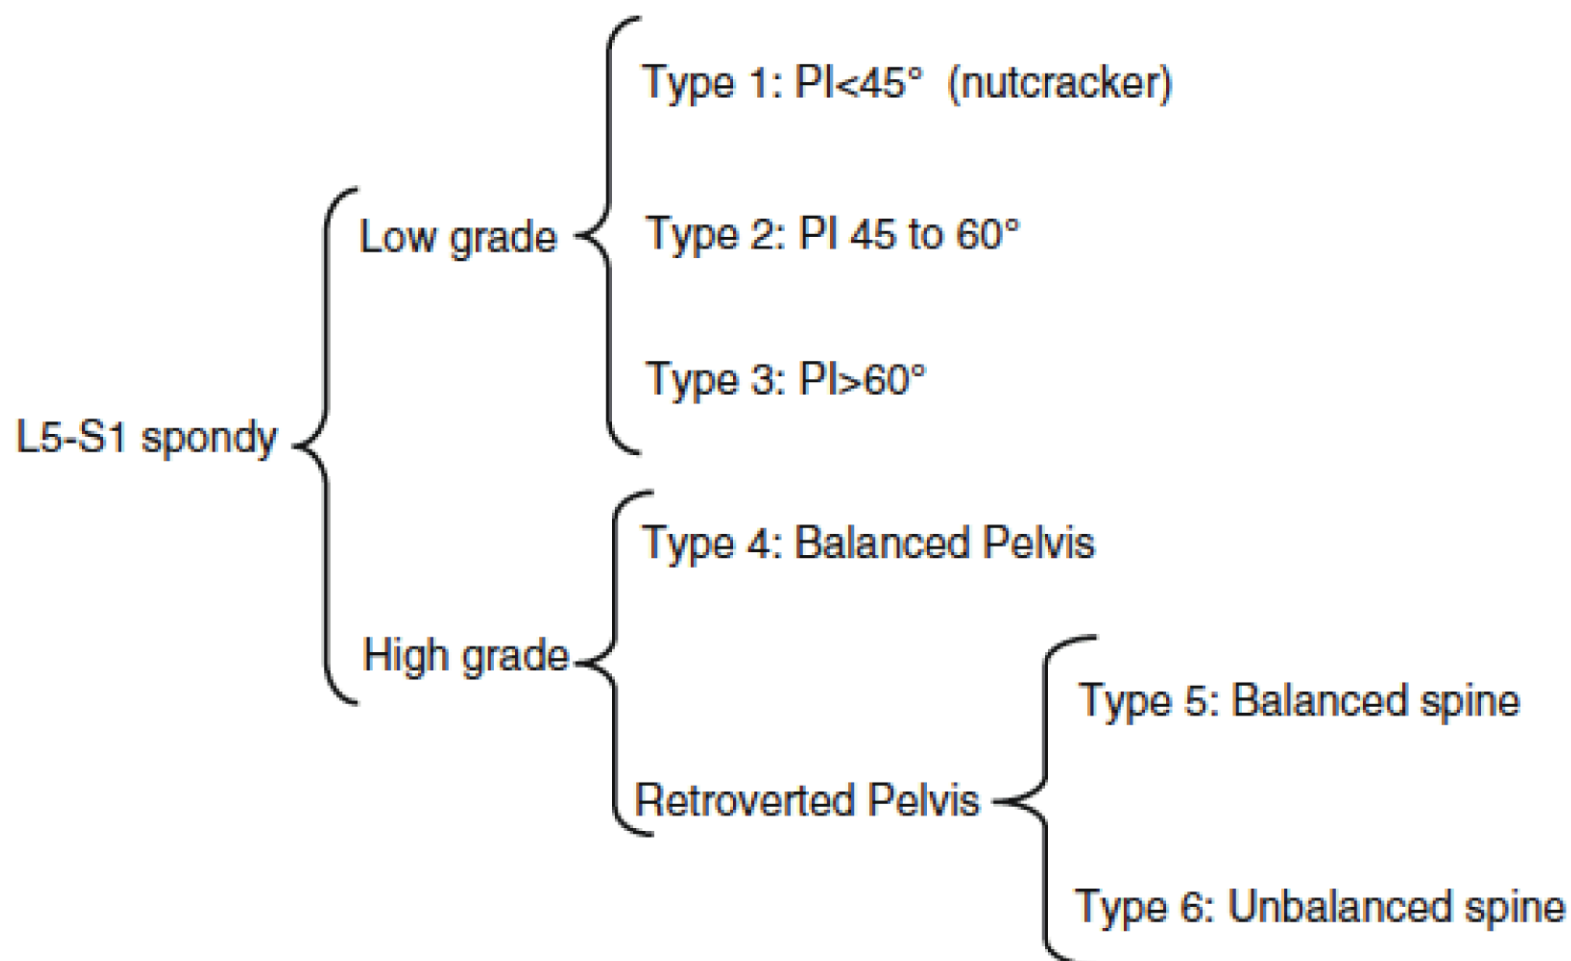 Type 1: PI<45° (nutcracker)
Low grade
Type 2: PI 45 to 60°
Type 3: PI>60°
L5-S1 spondy
Type 4: Balanced Pelvis
High grade
Type 5: Balanced spine
Retroverted Pelvis
Type 6: Unbalanced spine